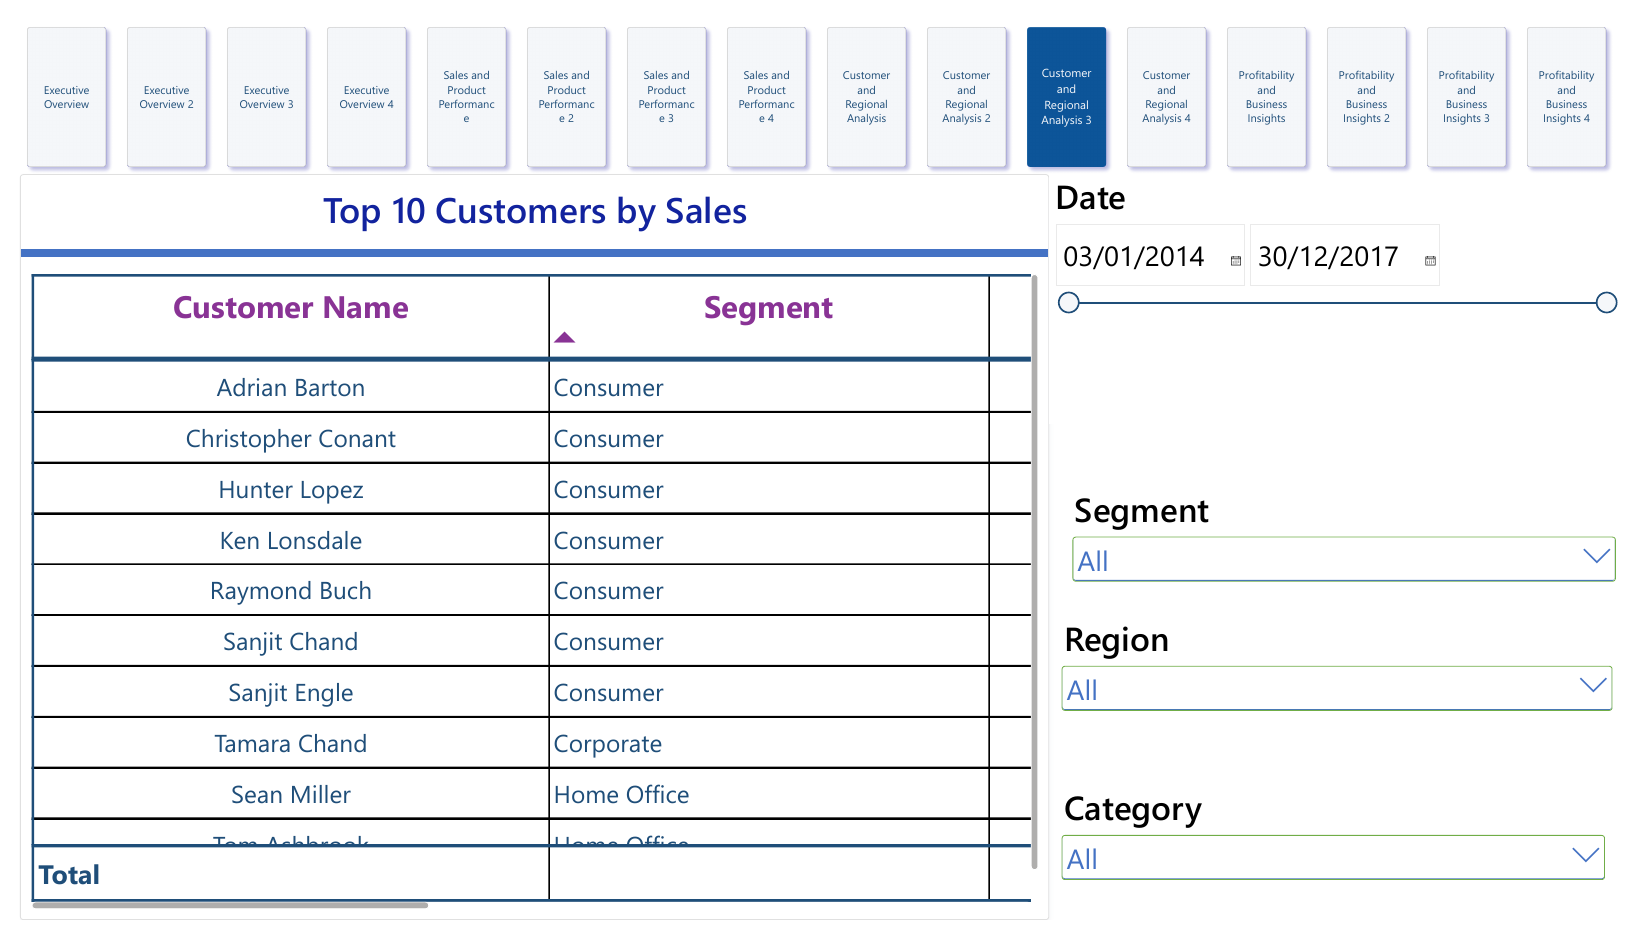 Executive
Overview
Executive
Overview 2
Executive
Overview 3
Executive
Overview 4
Sales and
Product
Performanc
e
Sales and
Product
Performanc
e 2
Sales and
Product
Performanc
e 3
Sales and
Product
Performanc
e 4
Customer
and
Regional
Analysis
Customer
and
Regional
Analysis 2
Customer
and
Regional
Analysis 3
Customer
and
Regional
Analysis 4
Profitability
and
Business
Insights
Profitability
and
Business
Insights 2
Profitability
and
Business
Insights 3
Profitability
and
Business
Insights 4
Top 10 Customers by Sales
Customer Name Segment
Adrian Barton Consumer
Christopher Conant Consumer
Hunter Lopez Consumer
Ken Lonsdale Consumer
Raymond Buch Consumer
Sanjit Chand Consumer
Sanjit Engle Consumer
Tamara Chand Corporate
Sean Miller Home Office
Tom Ashbrook Home Office
Total
Date
03/01/2014 30/12/2017
Segment
All
Region
All
Category
All